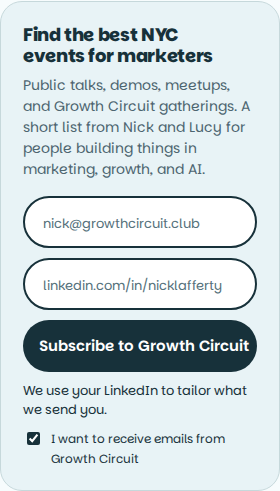 Find the best NYC
events for marketers
Public talks, demos, meetups,
and Growth Circuit gatherings. A
short list from Nick and Lucy for
people building things in
marketing, growth, and AI.
nick@growthcircuit.club
linkedin.com/in/nicklafferty
Subscribe to Growth Circuit
We use your LinkedIn to tailor what
we send you.
I want to receive emails from
Growth Circuit